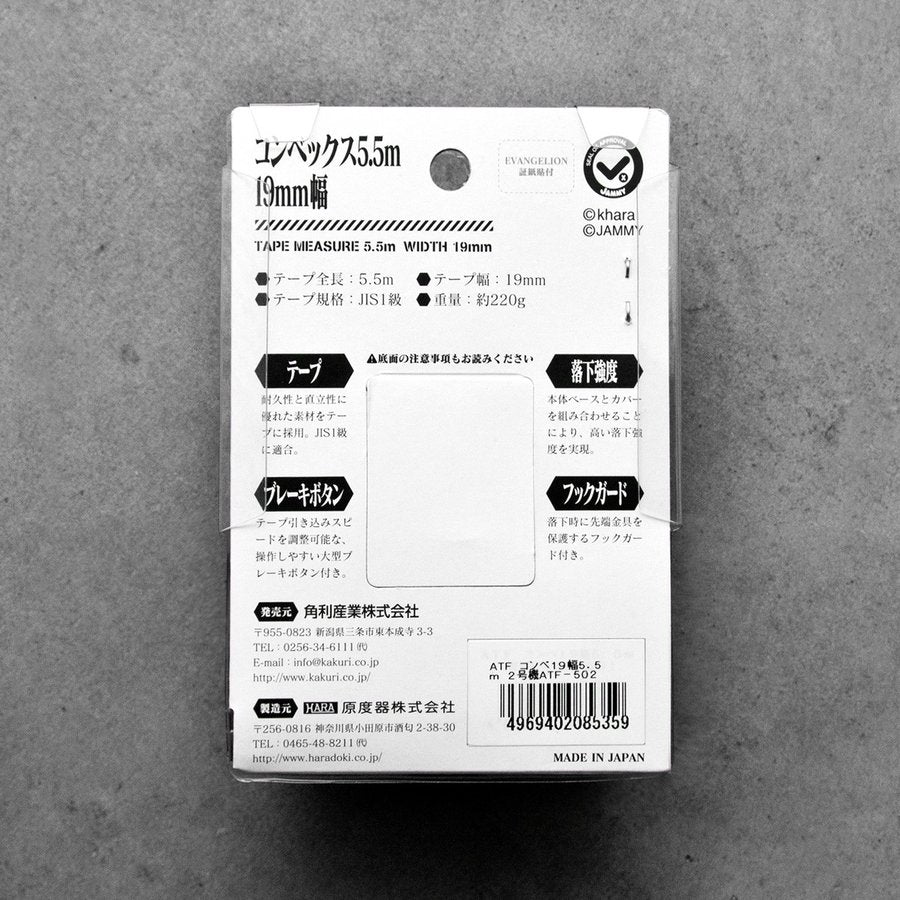 コンベックス5.5m
19mm幅
TAPE MEASURE 5.5m WIDTH 19mm
EVANGELION
証紙貼付
SEAL OF APPROVAL
JAMMY
©khara
©JAMMY
テープ全長:5.5m
テープ幅:19mm
テープ規格:JIS1級
重量:約220g
⚠底面の注意事項もお読みください
テープ
耐久性と直立性に
優れた素材をテー
プに採用。JIS1級
に適合。
落下強度
本体ベースとカバー
を組み合わせること
により、高い落下強
度を実現。
ブレーキボタン
テープ引き込みスピ
ードを調整可能な、
操作しやすい大型ブ
レーキボタン付き。
フックガード
落下時に先端金具を
保護するフックガー
ド付き。
発売元 角利産業株式会社
〒955-0823 新潟県三条市東本成寺3-3
TEL:0256-34-6111㈹
E-mail:info@kakuri.co.jp
http://www.kakuri.co.jp/
製造元 HARA 原度器株式会社
〒256-0816 神奈川県小田原市酒匂2-38-30
TEL:0465-48-8211㈹
http://www.haradoki.co.jp/
ATF コンベ19幅5.5
m 2号機ATF-502
4969402085359
MADE IN JAPAN